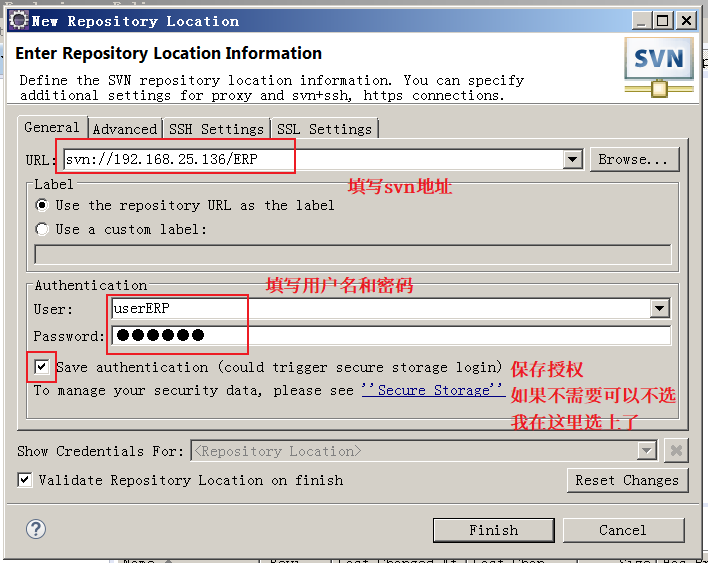 New Repository Location
Enter Repository Location Information
Define the SVN repository location information. You can specify
additional settings for proxy and svn+ssh, https connections.
SVN
General
Advanced
SSH Settings
SSL Settings
URL:
svn://192.168.25.136/ERP
Browse...
填写svn地址
Label
Use the repository URL as the label
Use a custom label:
Authentication
填写用户名和密码
User:
userERP
Password:
●●●●●●
Save authentication (could trigger secure storage login)
保存授权
To manage your security data, please see ''Secure Storage''
如果不需要可以不选
我在这里选上了
Show Credentials For:
<Repository Location>
Validate Repository Location on finish
Reset Changes
?
Finish
Cancel